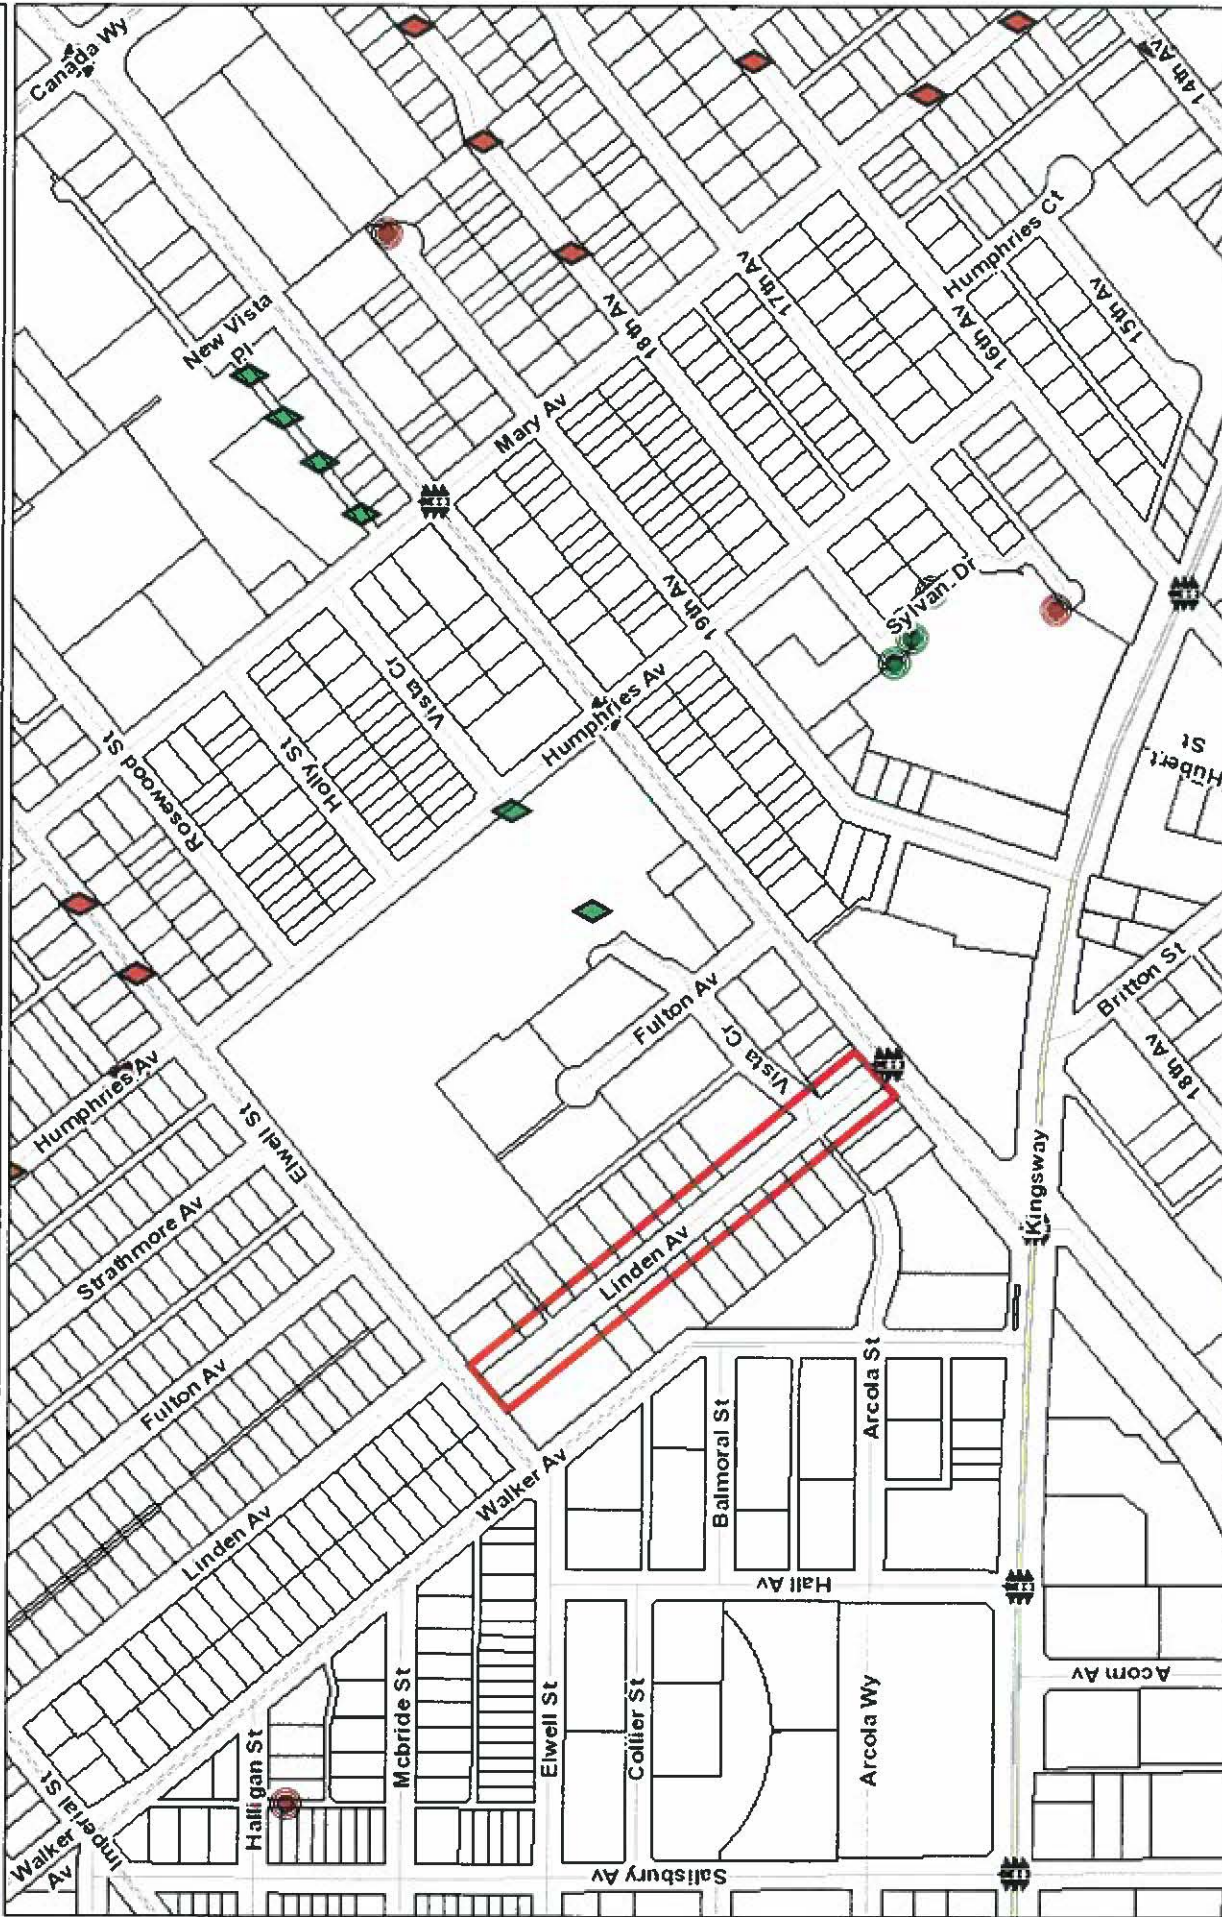 Canada Wy
14th Av
New Vista
Pl
Humphries Ct
17th Av
15th Av
18th Av
16th Av
Mary Av
19th Av
Sylvan Dr
Vista Cr
Humphries Av
Holly St
Rosewood St
Hubert
St
Fulton Av
Britton St
Vista Cr
18th Av
Humphries Av
Elwell St
Strathmore Av
Linden Av
Kingsway
Fulton Av
Arcola St
Balmoral St
Walker Av
Linden Av
Hall Av
Mcbride St
Elwell St
Collier St
Arcola Wy
Acorn Av
Halligan St
Imperial St
Walker
Av
Salisbury Av